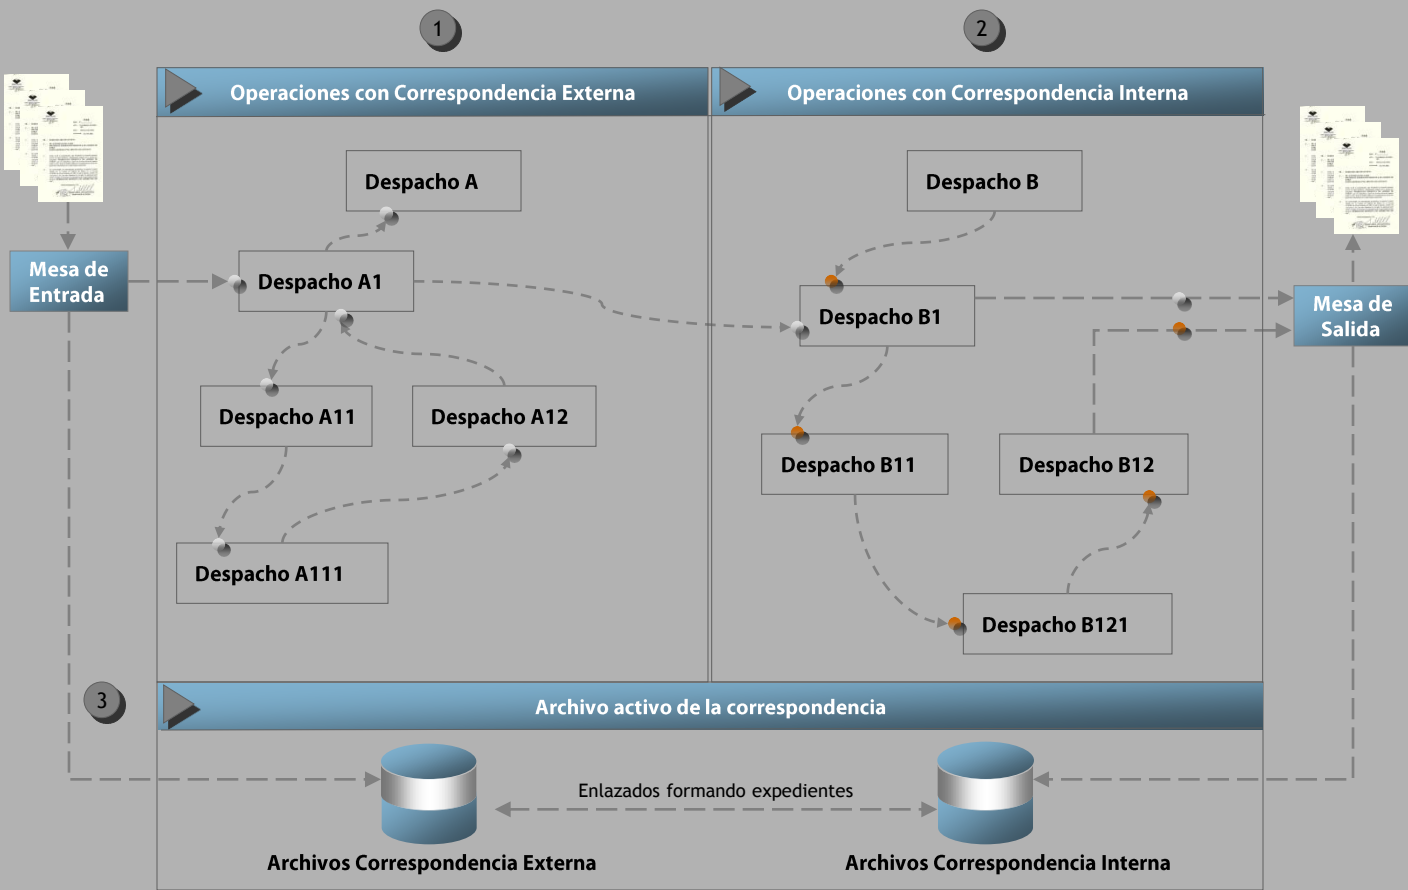 1
2
Operaciones con Correspondencia Externa
Operaciones con Correspondencia Interna
Despacho A
Despacho B
Mesa de
Entrada
Despacho A1
Despacho B1
Mesa de
Salida
Despacho A11
Despacho A12
Despacho B11
Despacho B12
Despacho A111
Despacho B121
3
Archivo activo de la correspondencia
Enlazados formando expedientes
Archivos Correspondencia Externa
Archivos Correspondencia Interna